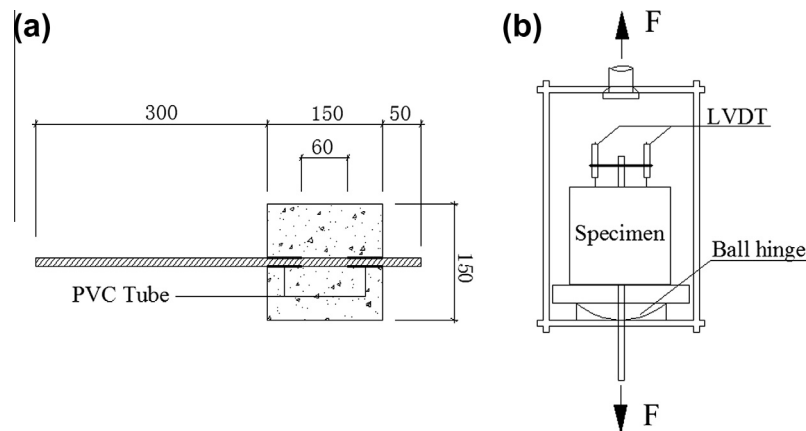 (a)
300
150
50
60
150
PVC Tube
(b)
F
LVDT
Specimen
Ball hinge
F